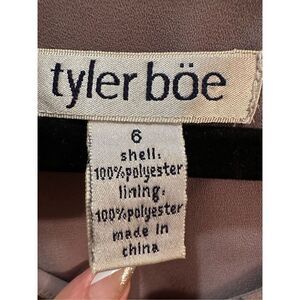 tyler böe
6
shell:
100%polyester
lining:
100%polyester
made in
china